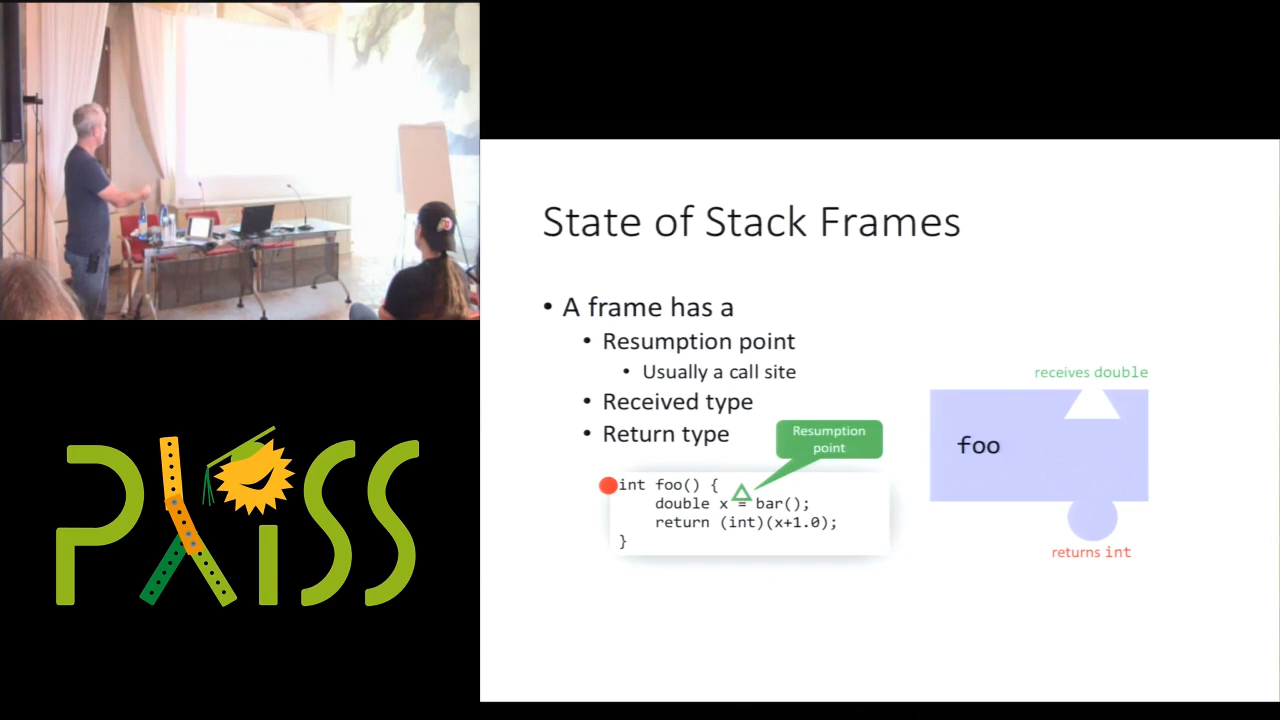 State of Stack Frames
• A frame has a
• Resumption point
• Usually a call site
• Received type
• Return type
Resumption
point
int foo() {
double x = bar();
return (int)(x+1.0);
}
receives double
foo
returns int
PLISS